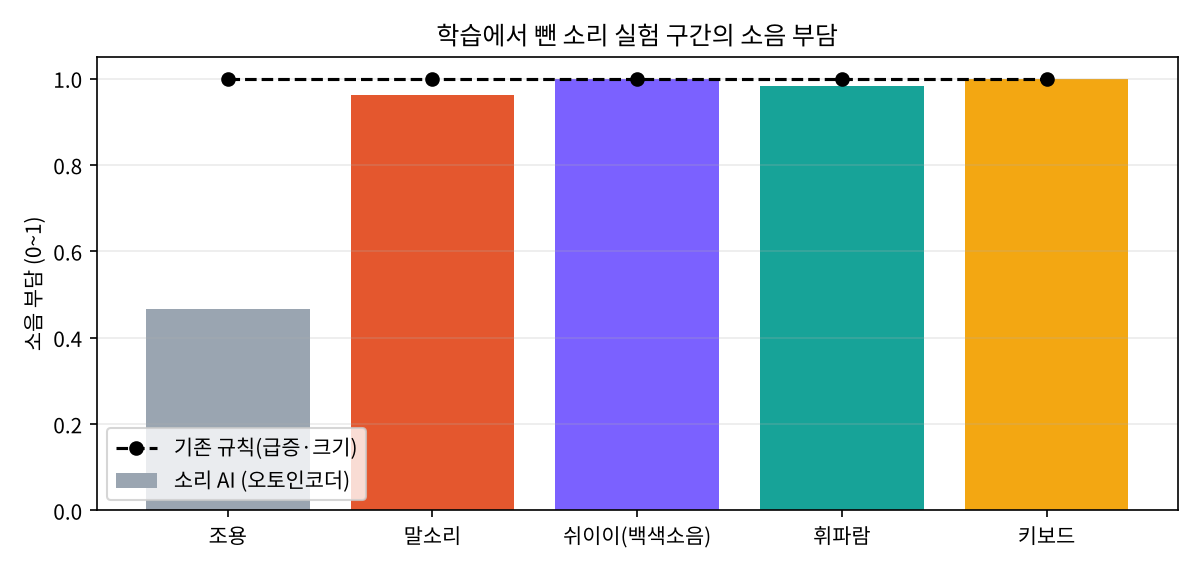 학습에서 뺀 소리 실험 구간의 소음 부담
소음 부담 (0~1)
1.0
0.8
0.6
0.4
0.2
0.0
기존 규칙(급증·크기)
소리 AI (오토인코더)
조용
말소리
쉬이이(백색소음)
휘파람
키보드